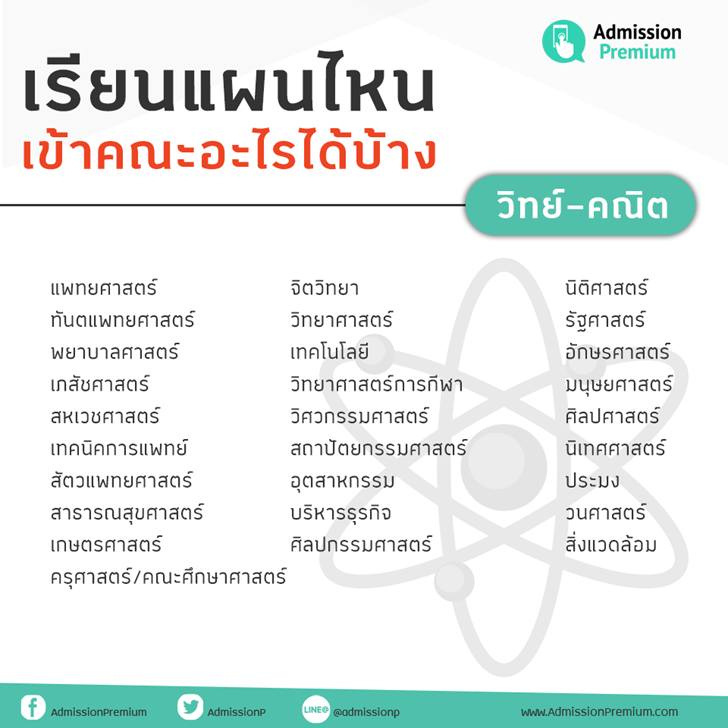 Admission
Premium
เรียนแผนไหน
เข้าคณะอะไรได้บ้าง
วิทย์-คณิต
แพทยศาสตร์
ทันตแพทยศาสตร์
พยาบาลศาสตร์
เภสัชศาสตร์
สหเวชศาสตร์
เทคนิคการแพทย์
สัตวแพทยศาสตร์
สาธารณสุขศาสตร์
เกษตรศาสตร์
ครุศาสตร์/คณะศึกษาศาสตร์
จิตวิทยา
วิทยาศาสตร์
เทคโนโลยี
วิทยาศาสตร์การกีฬา
วิศวกรรมศาสตร์
สถาปัตยกรรมศาสตร์
อุตสาหกรรม
บริหารธุรกิจ
ศิลปกรรมศาสตร์
นิติศาสตร์
รัฐศาสตร์
อักษรศาสตร์
มนุษยศาสตร์
ศิลปศาสตร์
นิเทศศาสตร์
ประมง
วนศาสตร์
สิ่งแวดล้อม
AdmissionPremium
AdmissionP
LINE@ @admissionp
www.AdmissionPremium.com